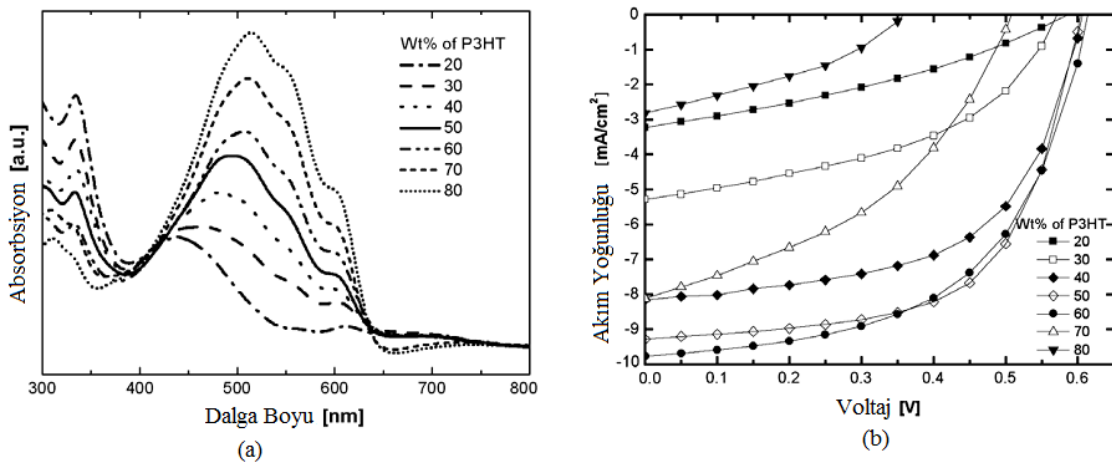 Absorbsiyon [a.u.]
Wt% of P3HT
20
30
40
50
60
70
80
300 400 500 600 700 800
Dalga Boyu [nm]
(a)
Akım Yoğunluğu [mA/cm²]
0
-1
-2
-3
-4
-5
-6
-7
-8
-9
-10
Wt% of P3HT
20
30
40
50
60
70
80
0.0 0.1 0.2 0.3 0.4 0.5 0.6
Voltaj [V]
(b)